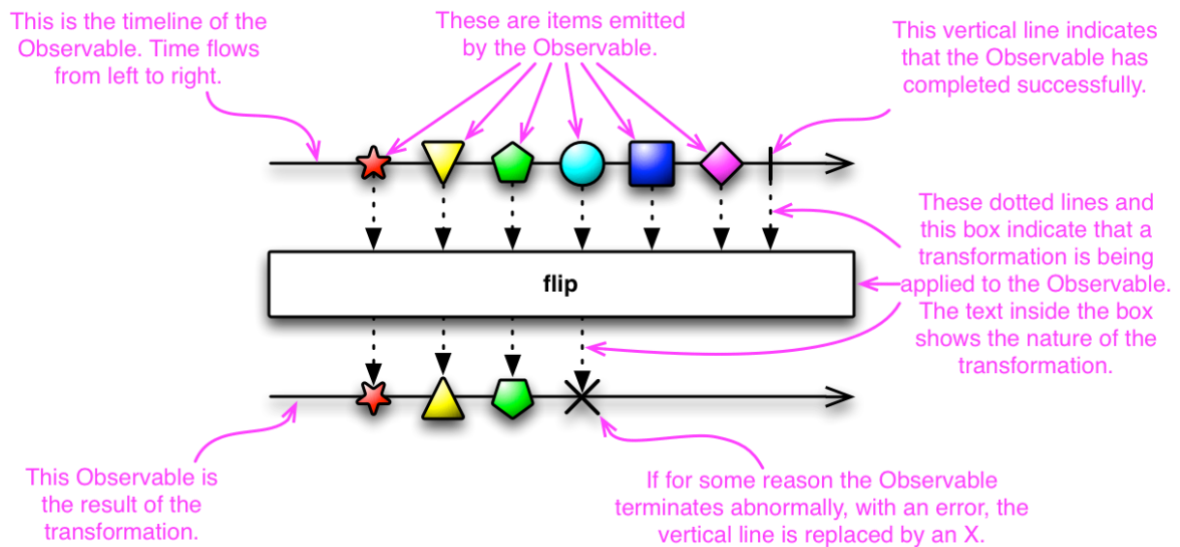 This is the timeline of the
Observable. Time flows
from left to right.
These are items emitted
by the Observable.
This vertical line indicates
that the Observable has
completed successfully.
These dotted lines and
this box indicate that a
transformation is being
applied to the Observable.
The text inside the box
shows the nature of the
transformation.
flip
This Observable is
the result of the
transformation.
If for some reason the Observable
terminates abnormally, with an error, the
vertical line is replaced by an X.